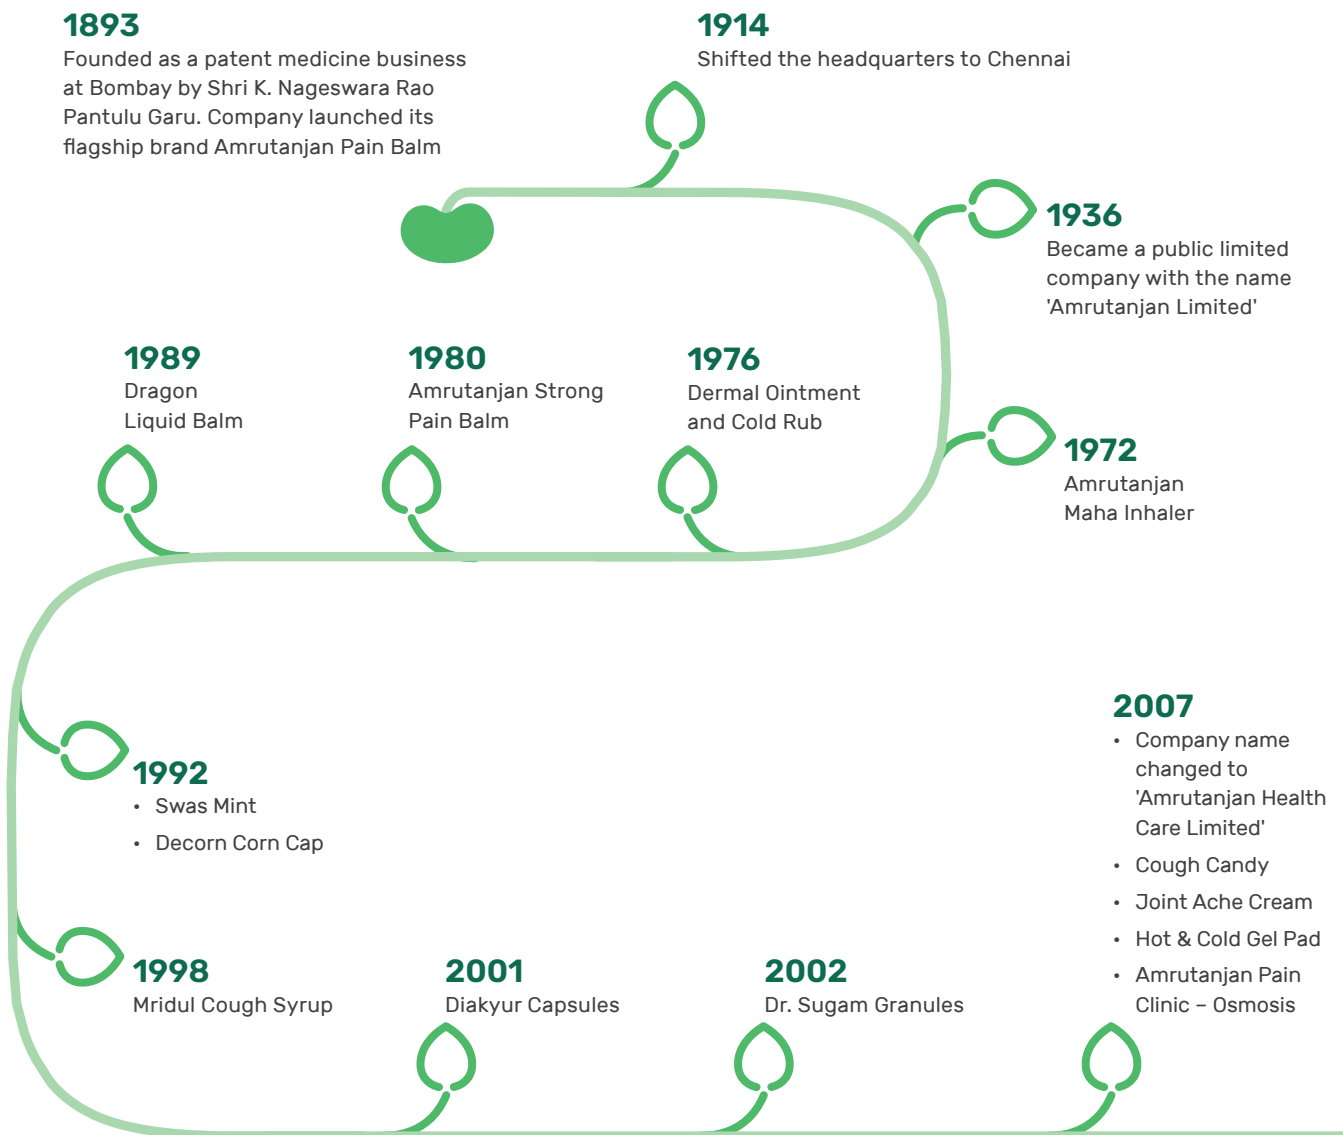 1893
Founded as a patent medicine business
at Bombay by Shri K. Nageswara Rao
Pantulu Garu. Company launched its
flagship brand Amrutanjan Pain Balm
1914
Shifted the headquarters to Chennai
1936
Became a public limited
company with the name
'Amrutanjan Limited'
1972
Amrutanjan
Maha Inhaler
1976
Dermal Ointment
and Cold Rub
1980
Amrutanjan Strong
Pain Balm
1989
Dragon
Liquid Balm
1992
• Swas Mint
• Decorn Corn Cap
1998
Mridul Cough Syrup
2001
Diakyur Capsules
2002
Dr. Sugam Granules
2007
• Company name
changed to
'Amrutanjan Health
Care Limited'
• Cough Candy
• Joint Ache Cream
• Hot & Cold Gel Pad
• Amrutanjan Pain
Clinic – Osmosis